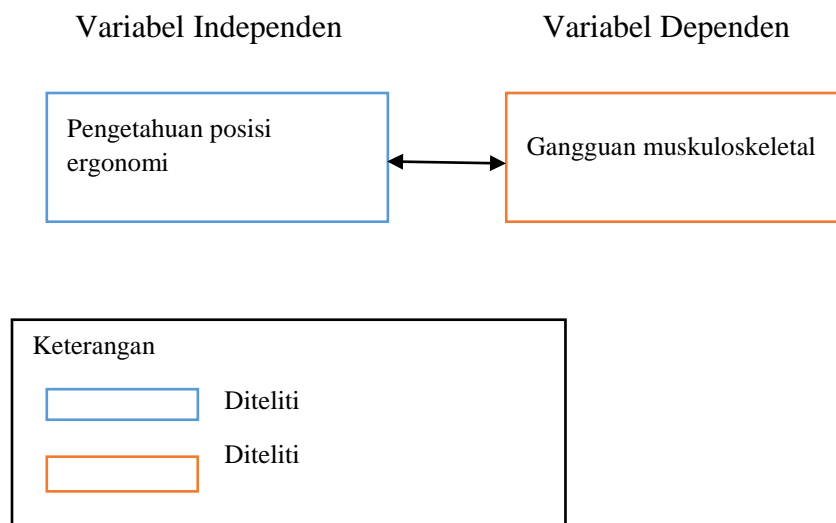 Variabel Independen
Variabel Dependen
Pengetahuan posisi
ergonomi
Gangguan muskuloskeletal
Keterangan
Diteliti
Diteliti